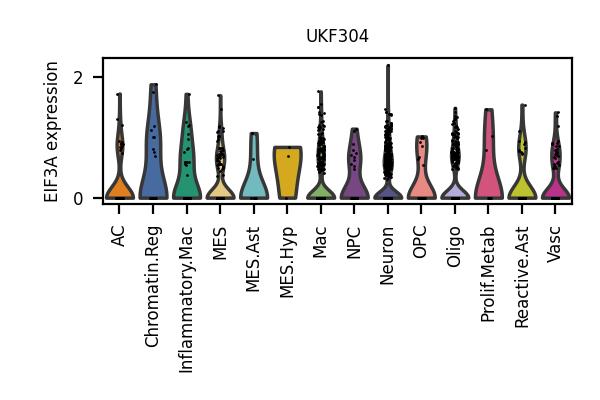 UKF304
EIF3A expression
2
0
AC
Chromatin.Reg
Inflammatory.Mac
MES
MES.Ast
MES.Hyp
Mac
NPC
Neuron
OPC
Oligo
Prolif.Metab
Reactive.Ast
Vasc